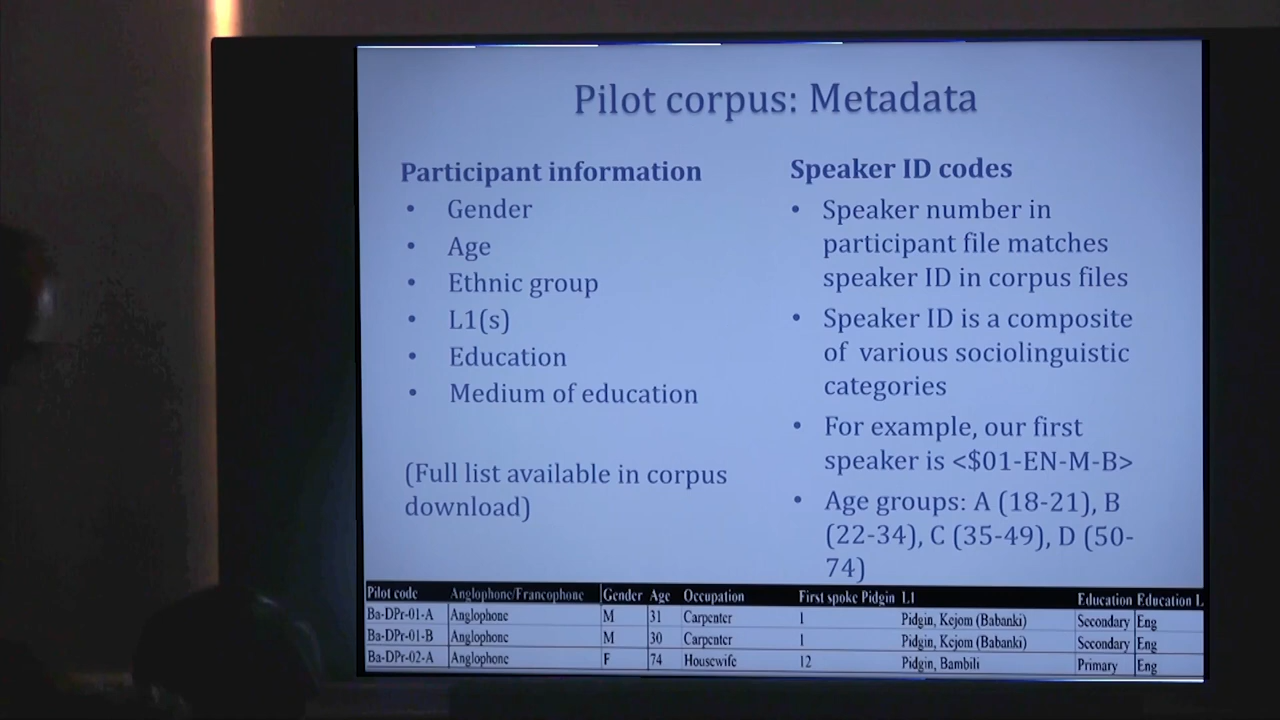 Pilot corpus: Metadata
Participant information
• Gender
• Age
• Ethnic group
• L1(s)
• Education
• Medium of education
(Full list available in corpus
download)
Speaker ID codes
• Speaker number in
participant file matches
speaker ID in corpus files
• Speaker ID is a composite
of various sociolinguistic
categories
• For example, our first
speaker is <$01-EN-M-B>
• Age groups: A (18-21), B
(22-34), C (35-49), D (50-
74)
Pilot code Anglophone/Francophone Gender Age Occupation First spoke Pidgin L1 Education Education L
Ba-DPr-01-A Anglophone M 31 Carpenter 1 Pidgin, Kejom (Babanki) Secondary Eng
Ba-DPr-01-B Anglophone M 30 Carpenter 1 Pidgin, Kejom (Babanki) Secondary Eng
Ba-DPr-02-A Anglophone F 74 Housewife 12 Pidgin, Bambili Primary Eng